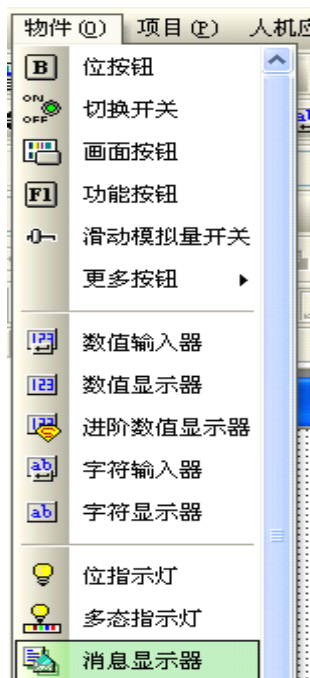 物件(O) 项目(P) 人机应
B 位按钮
ON OFF 切换开关
画面按钮
F1 功能按钮
滑动模拟量开关
更多按钮
123 数值输入器
123 数值显示器
123 进阶数值显示器
ab 字符输入器
ab 字符显示器
位指示灯
多态指示灯
消息显示器